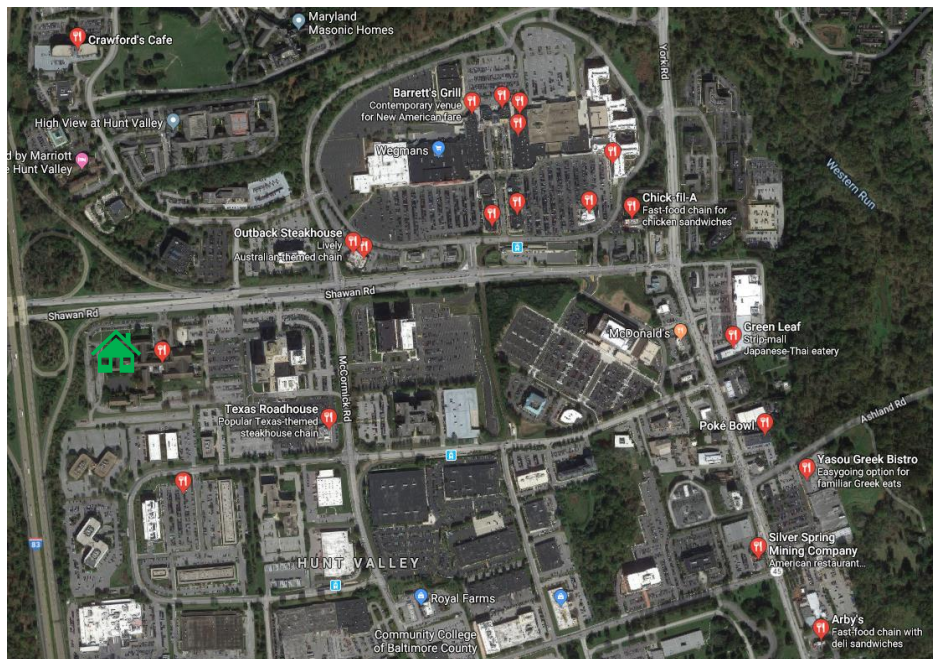 Maryland
Masonic Homes
Crawford's Cafe
York Rd
Barrett's Grill
Contemporary venue
for New American fare
High View at Hunt Valley
Wegmans
d by Marriott
e Hunt Valley
Western Run
Chick-fil-A
Fast-food chain for
chicken sandwiches
Outback Steakhouse
Lively
Australian-themed chain
Shawan Rd
Shawan Rd
McDonald's
Green Leaf
Strip-mall
Japanese-Thai eatery
McCormick Rd
Texas Roadhouse
Popular Texas-themed
steakhouse chain
Ashland Rd
Poké Bowl
Yasou Greek Bistro
Easygoing option for
familiar Greek eats
83
Silver Spring
Mining Company
American restaurant...
HUNT VALLEY
45
Royal Farms
Arby's
Fast-food chain with
deli sandwiches
Community College
of Baltimore County